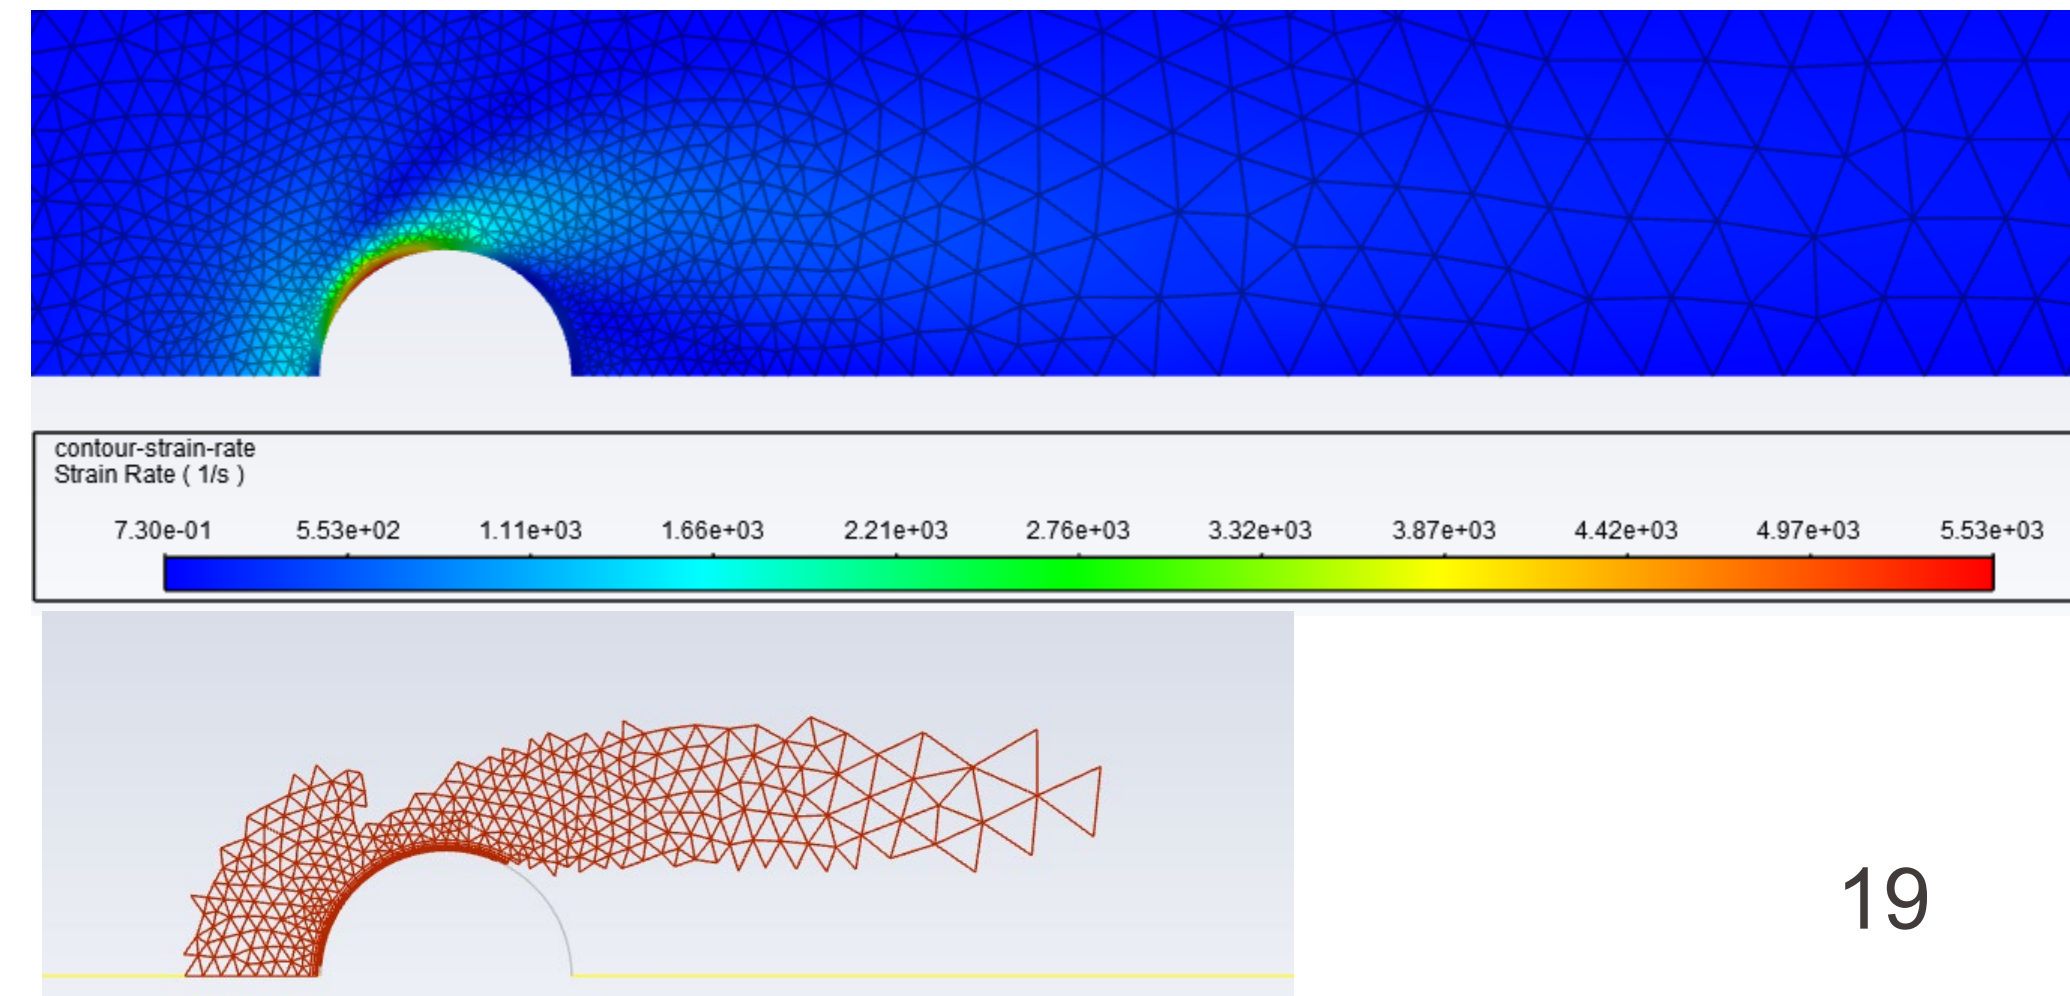 contour-strain-rate
Strain Rate ( 1/s )
7.30e-01 5.53e+02 1.11e+03 1.66e+03 2.21e+03 2.76e+03 3.32e+03 3.87e+03 4.42e+03 4.97e+03 5.53e+03
19